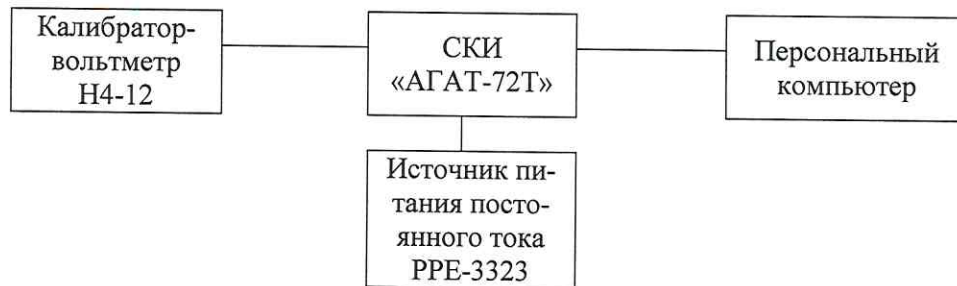 Калибратор-
вольтметр
Н4-12
СКИ
«АГАТ-72Т»
Персональный
компьютер
Источник пи-
тания посто-
янного тока
PPE-3323